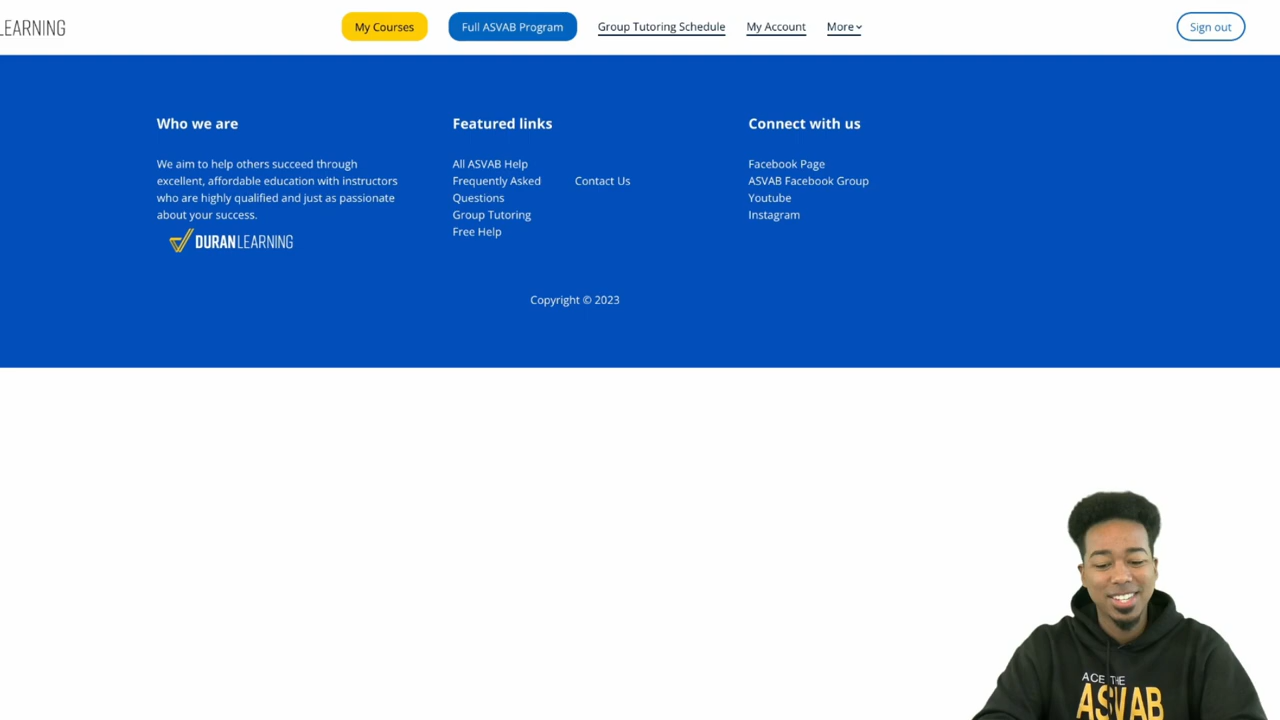 LEARNING
My Courses
Full ASVAB Program
Group Tutoring Schedule
My Account
More
Sign out
Who we are
We aim to help others succeed through
excellent, affordable education with instructors
who are highly qualified and just as passionate
about your success.
DURAN LEARNING
Featured links
All ASVAB Help
Frequently Asked
Questions
Group Tutoring
Free Help
Contact Us
Connect with us
Facebook Page
ASVAB Facebook Group
Youtube
Instagram
Copyright © 2023
ACE THE
ASVAB